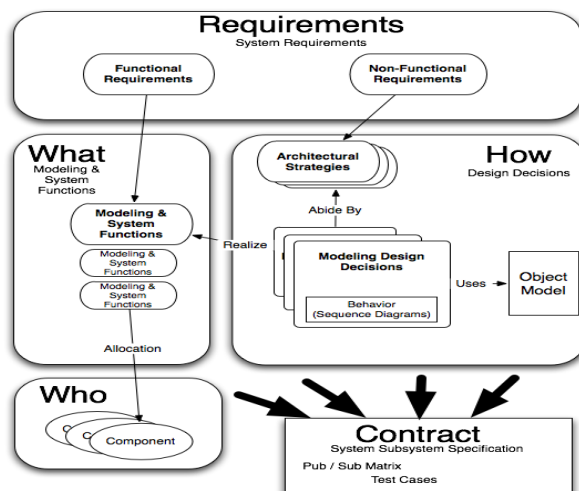 Requirements
System Requirements
Functional
Requirements
Non-Functional
Requirements
What
Modeling &
System
Functions
Modeling &
System
Functions
Modeling &
System Functions
Modeling &
System Functions
Allocation
Who
Component
How
Design Decisions
Architectural
Strategies
Abide By
Realize
Modeling Design
Decisions
Behavior
(Sequence Diagrams)
Uses
Object
Model
Contract
System Subsystem Specification
Pub / Sub Matrix
Test Cases